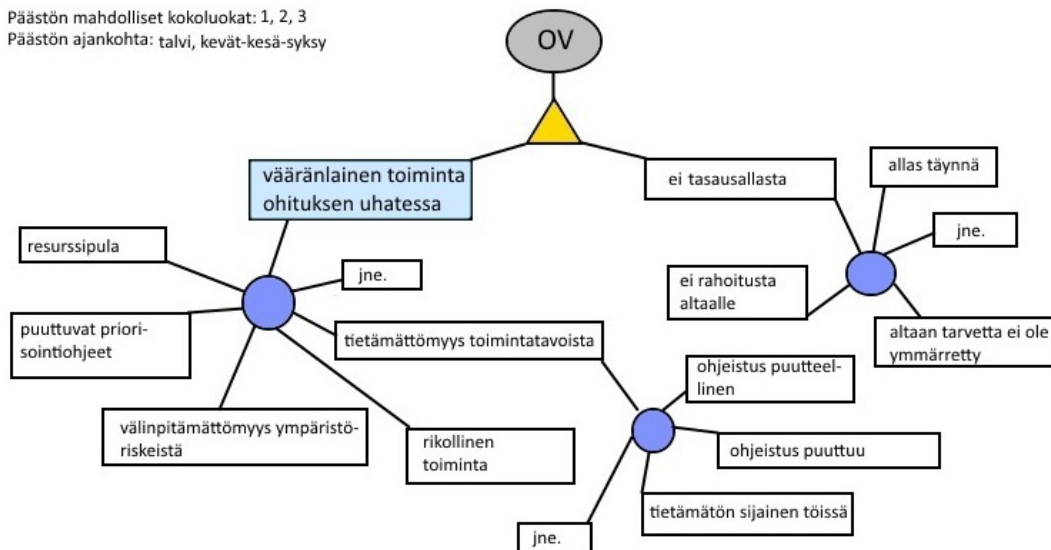 Päästön mahdolliset kokoluokat: 1, 2, 3
Päästön ajankohta: talvi, kevät-kesä-syksy
OV
vääränlainen toiminta
ohituksen uhatessa
ei tasausallasta
allas täynnä
jne.
resurssipula
jne.
ei rahoitusta
altaalle
puuttuvat priori-
sointiohjeet
tietämättömyys toimintatavoista
altaan tarvetta ei ole
ymmärretty
ohjeistus puutteel-
linen
välinpitämättömyys ympäristö-
riskeistä
rikollinen
toiminta
ohjeistus puuttuu
tietämätön sijainen töissä
jne.